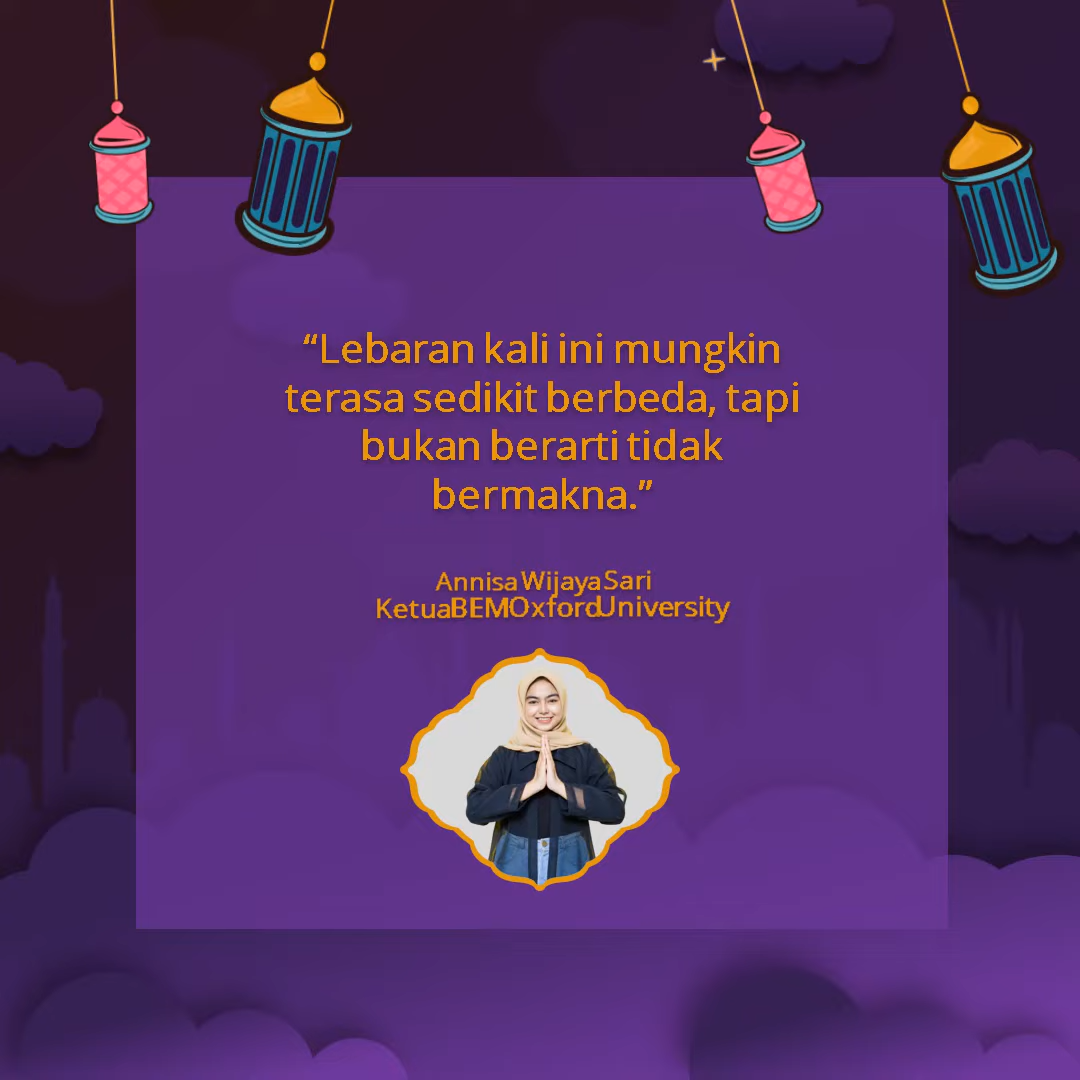 “Lebaran kali ini mungkin
terasa sedikit berbeda, tapi
bukan berarti tidak
bermakna.”
Annisa Wijaya Sari
Ketua BEM Oxford University